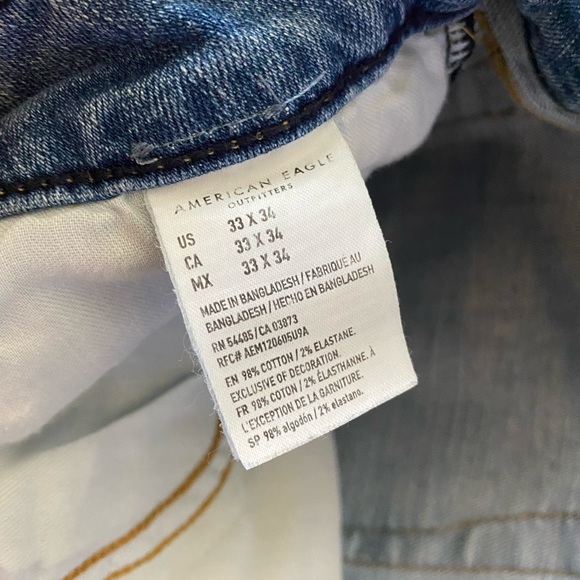 AMERICAN EAGLE
OUTFITTERS
US 33 X 34
CA 33 X 34
MX 33 X 34
MADE IN BANGLADESH / FABRIQUÉ AU
BANGLADESH / HECHO EN BANGLADESH
RN 54485 / CA 03873
RFC# AEM120605U9A
EN 98% COTTON / 2% ELASTANE.
EXCLUSIVE OF DECORATION.
FR 98% COTON / 2% ÉLASTHANNE. À
L'EXCEPTION DE LA GARNITURE.
SP 98% algodón / 2% elastano.